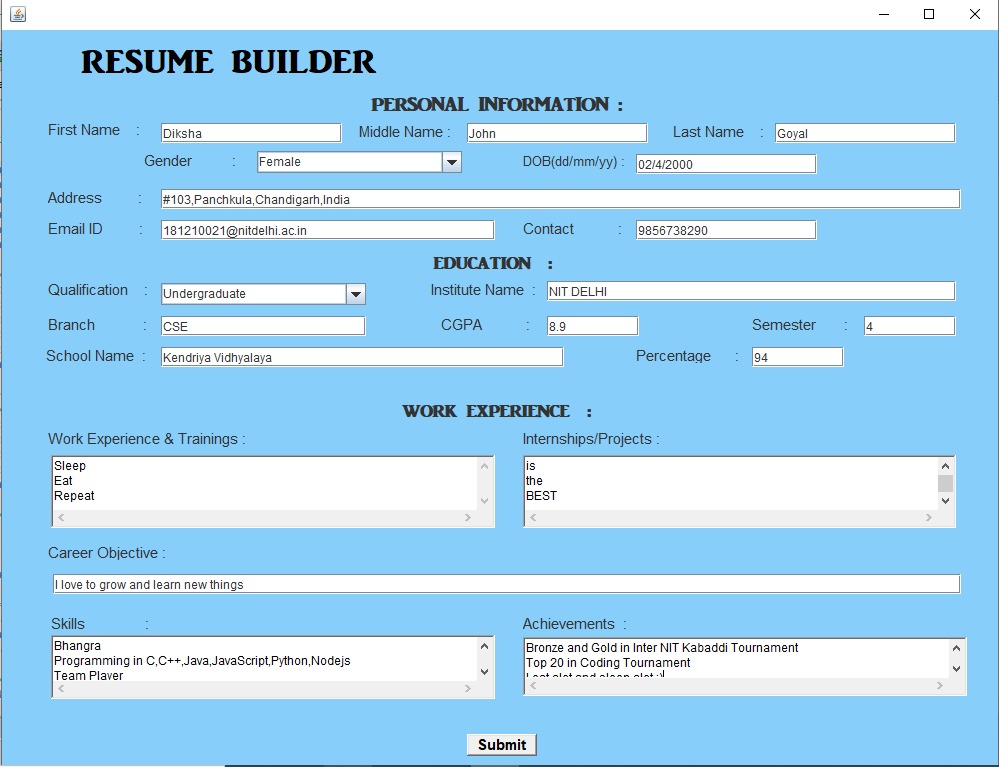 RESUME BUILDER
PERSONAL INFORMATION :
First Name : Diksha Middle Name : John Last Name : Goyal
Gender : Female DOB(dd/mm/yy) : 02/4/2000
Address : #103,Panchkula,Chandigarh,India
Email ID : 181210021@nitdelhi.ac.in Contact : 9856738290
EDUCATION :
Qualification : Undergraduate Institute Name : NIT DELHI
Branch : CSE CGPA : 8.9 Semester : 4
School Name : Kendriya Vidhyalaya Percentage : 94
WORK EXPERIENCE :
Work Experience & Trainings : Internships/Projects :
Sleep
Eat
Repeat
is
the
BEST
Career Objective :
I love to grow and learn new things
Skills : Achievements :
Bhangra
Programming in C,C++,Java,JavaScript,Python,Nodejs
Team Player
Bronze and Gold in Inter NIT Kabaddi Tournament
Top 20 in Coding Tournament
and sleep alot :)
Submit